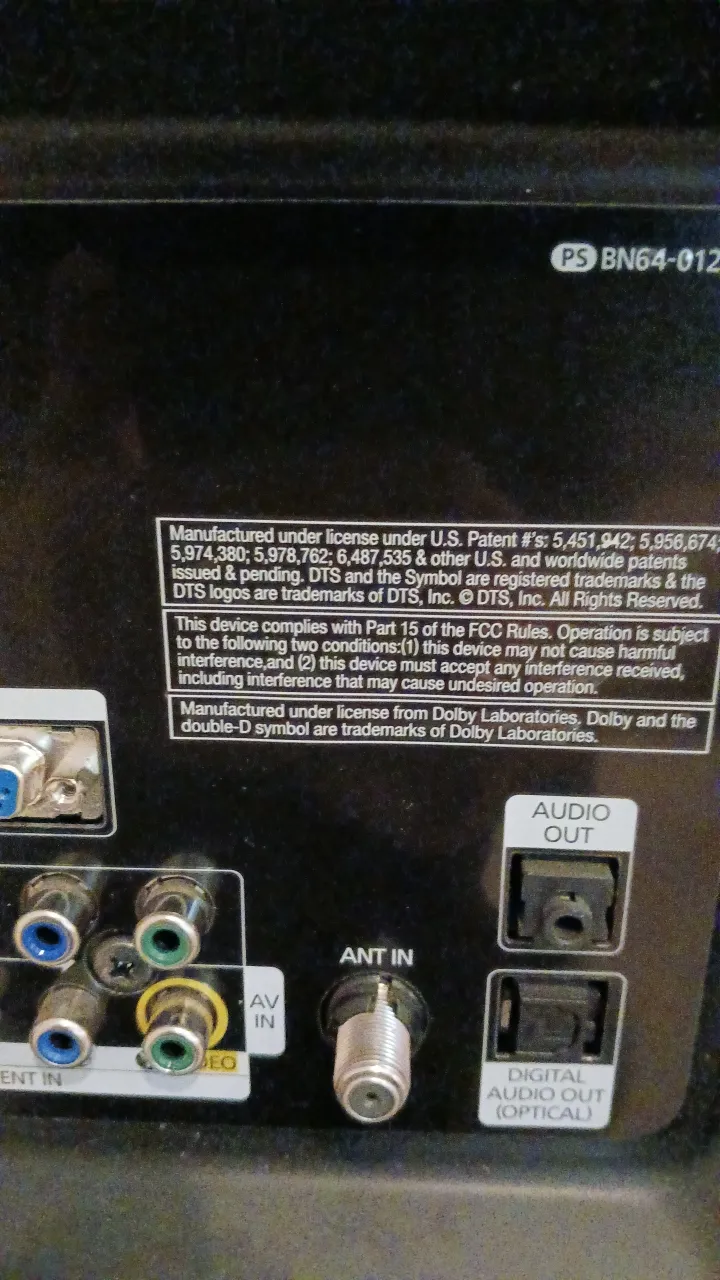 PS BN64-012
Manufactured under license under U.S. Patent #'s: 5,451,942; 5,956,674;
5,974,380; 5,978,762; 6,487,535 & other U.S. and worldwide patents
issued & pending. DTS and the Symbol are registered trademarks & the
DTS logos are trademarks of DTS, Inc. © DTS, Inc. All Rights Reserved.
This device complies with Part 15 of the FCC Rules. Operation is subject
to the following two conditions:(1) this device may not cause harmful
interference,and (2) this device must accept any interference received,
including interference that may cause undesired operation.
Manufactured under license from Dolby Laboratories. Dolby and the
double-D symbol are trademarks of Dolby Laboratories.
AUDIO
OUT
ANT IN
AV
IN
EO
ENT IN
DIGITAL
AUDIO OUT
(OPTICAL)